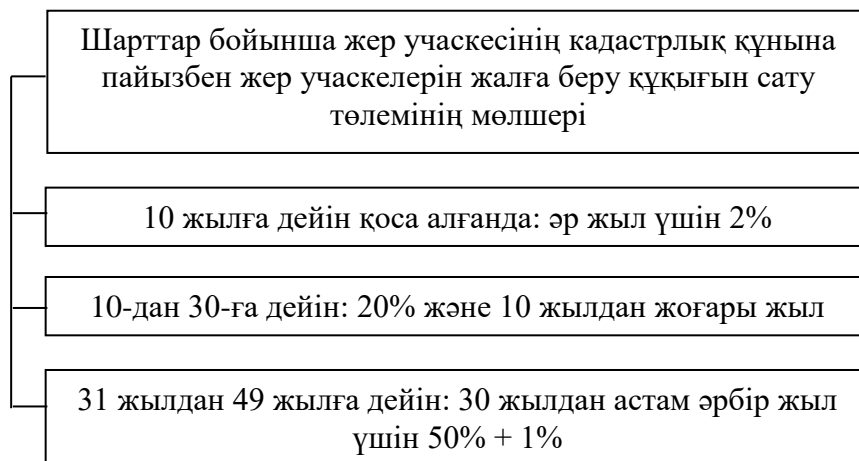 Шарттар бойынша жер учаскесінің кадастрлық құнына
пайызбен жер учаскелерін жалға беру құқығын сату
төлемінің мөлшері
10 жылға дейін қоса алғанда: әр жыл үшін 2%
10-дан 30-ға дейін: 20% және 10 жылдан жоғары жыл
31 жылдан 49 жылға дейін: 30 жылдан астам әрбір жыл
үшін 50% + 1%